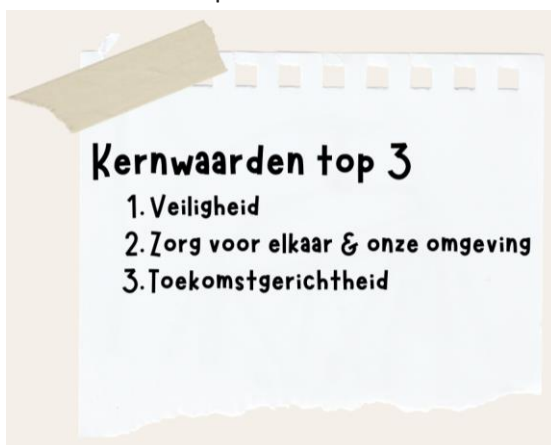 Kernwaarden top 3
1. Veiligheid
2. Zorg voor elkaar & onze omgeving
3. Toekomstgerichtheid